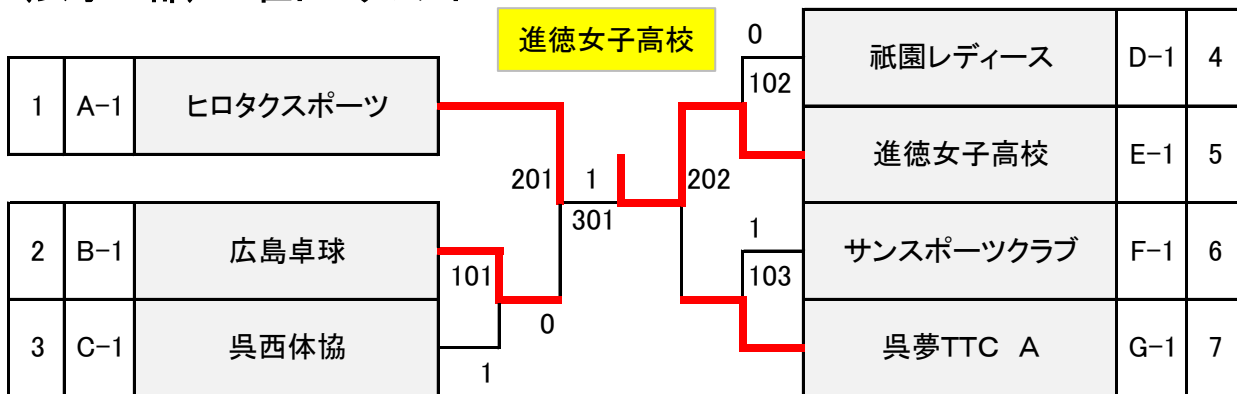 進徳女子高校
1 A-1 ヒロタクスポーツ
2 B-1 広島卓球
3 C-1 呉西体協
101
1
201
0
1
301
202
0
102
1
103
祇園レディース D-1 4
進徳女子高校 E-1 5
サンスポーツクラブ F-1 6
呉夢TTC A G-1 7